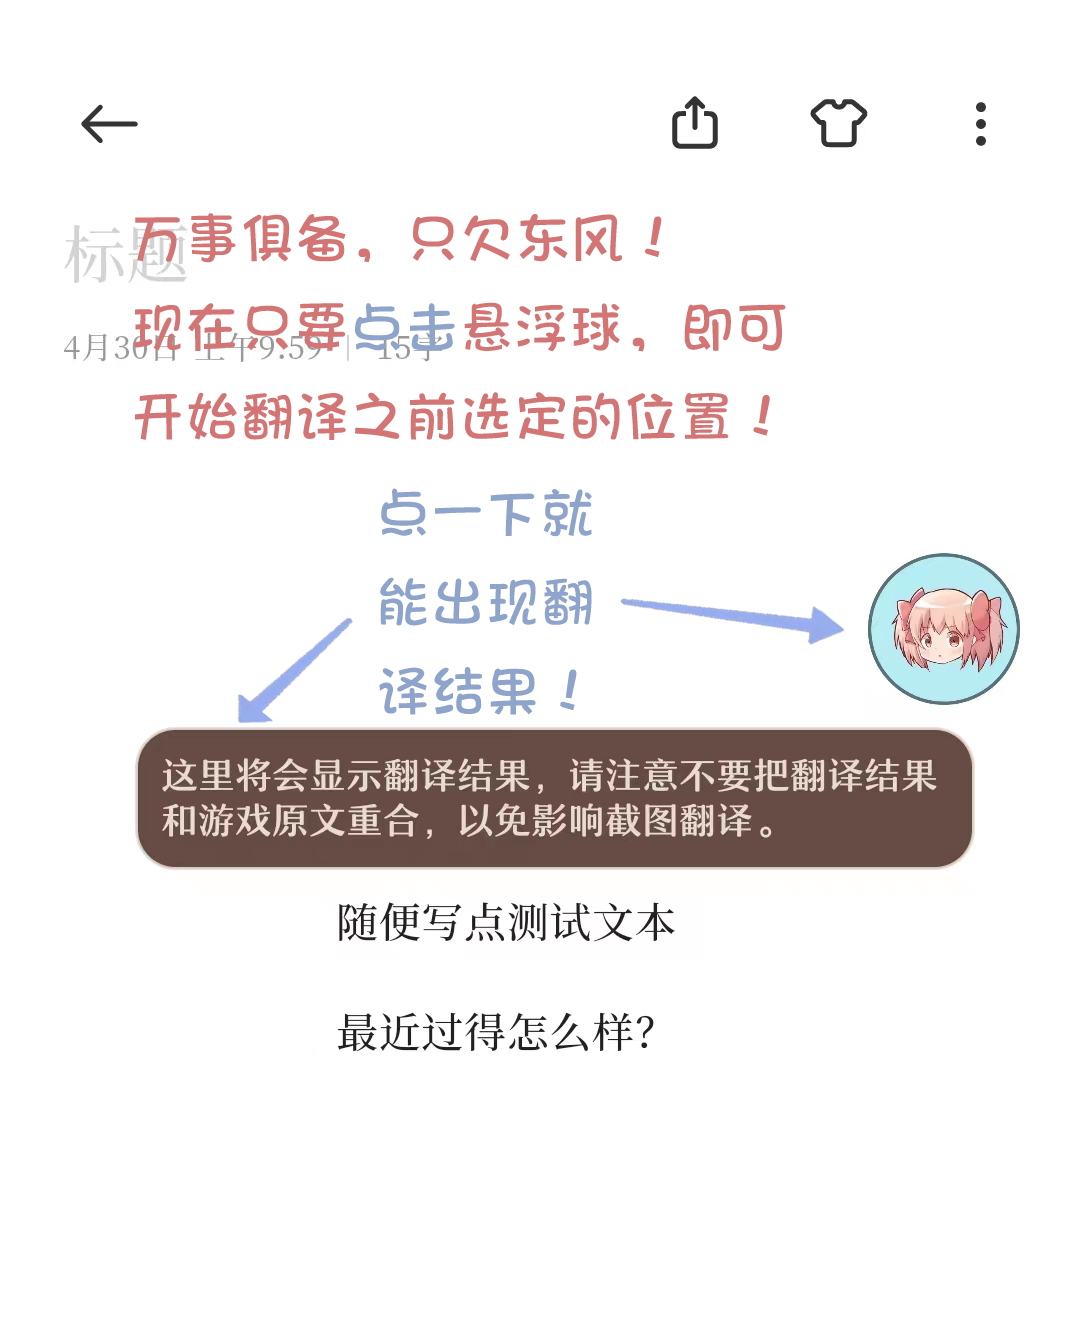 标题
万事俱备，只欠东风！
现在只要点击悬浮球，即可
4月30日 上午9:59 | 15字
开始翻译之前选定的位置！
点一下就
能出现翻
译结果！
这里将会显示翻译结果，请注意不要把翻译结果
和游戏原文重合，以免影响截图翻译。
随便写点测试文本
最近过得怎么样？